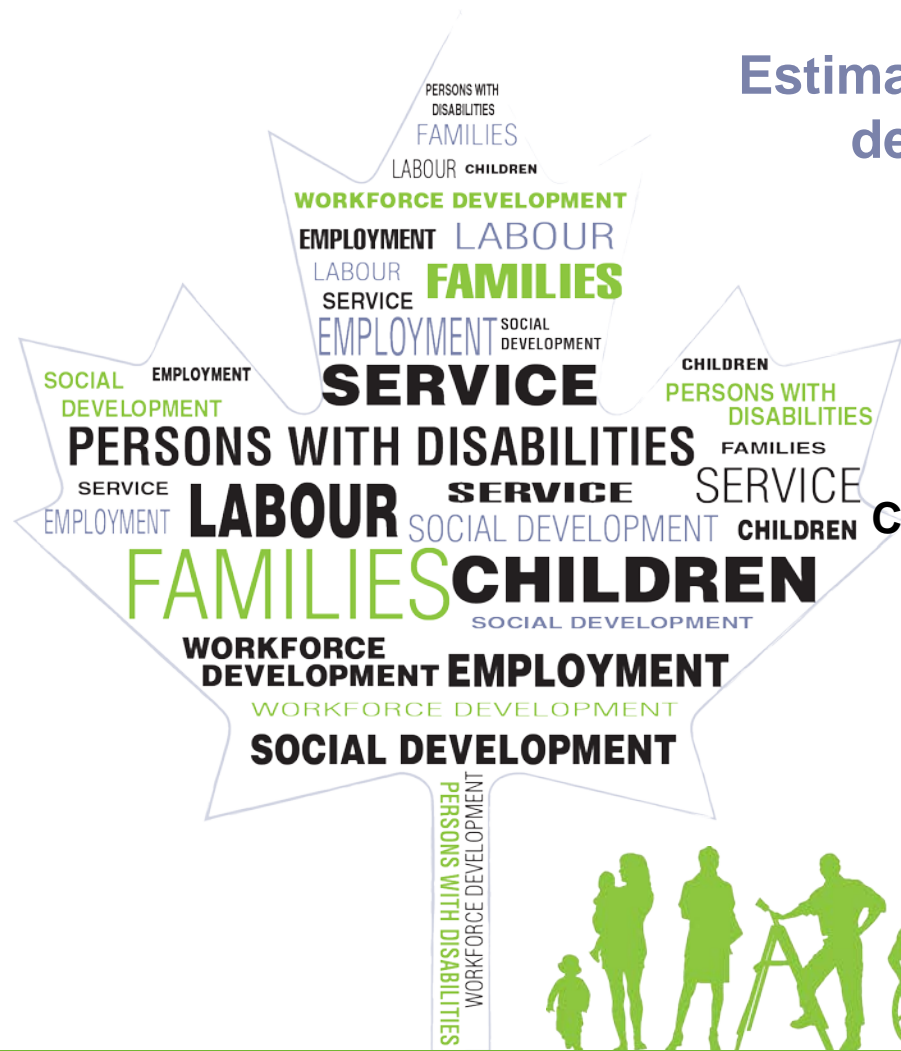 Estima
de
PERSONS WITH
DISABILITIES
FAMILIES
LABOUR CHILDREN
WORKFORCE DEVELOPMENT
EMPLOYMENT LABOUR
LABOUR FAMILIES
SERVICE
EMPLOYMENT SOCIAL
DEVELOPMENT
SOCIAL
DEVELOPMENT
EMPLOYMENT
SERVICE
CHILDREN
PERSONS WITH
DISABILITIES
PERSONS WITH DISABILITIES
FAMILIES
SERVICE
EMPLOYMENT
LABOUR
SERVICE
SERVICE
SOCIAL DEVELOPMENT
CHILDREN
C
FAMILIES CHILDREN
SOCIAL DEVELOPMENT
WORKFORCE
DEVELOPMENT EMPLOYMENT
WORKFORCE DEVELOPMENT
SOCIAL DEVELOPMENT
PERSONS WITH DISABILITIES
WORKFORCE DEVELOPMENT